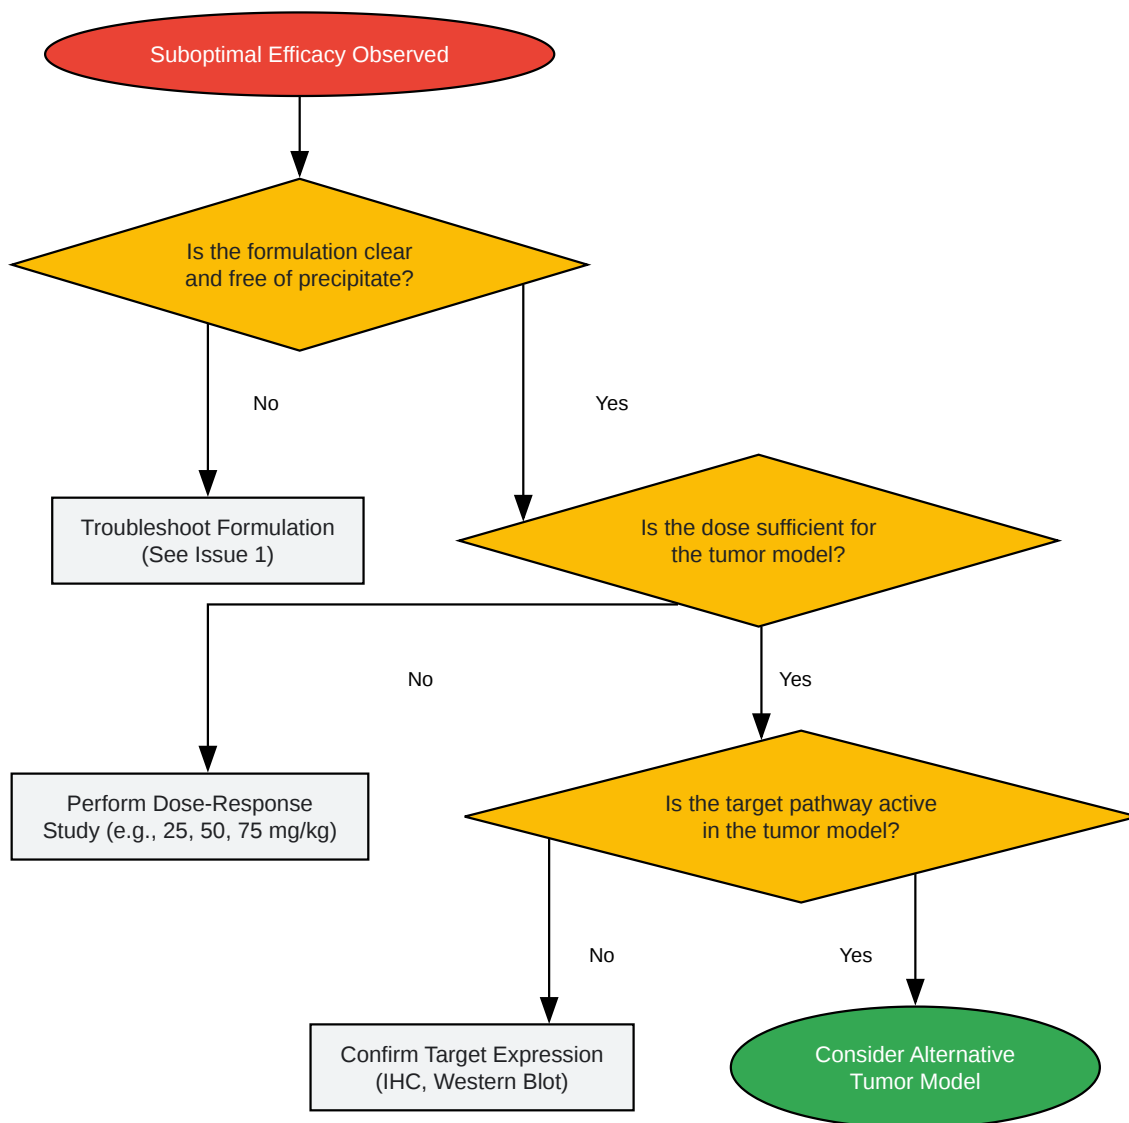 Suboptimal Efficacy Observed
Is the formulation clear
and free of precipitate?
No
Yes
Troubleshoot Formulation
(See Issue 1)
Is the dose sufficient for
the tumor model?
No
Yes
Perform Dose-Response
Study (e.g., 25, 50, 75 mg/kg)
Is the target pathway active
in the tumor model?
No
Yes
Confirm Target Expression
(IHC, Western Blot)
Consider Alternative
Tumor Model